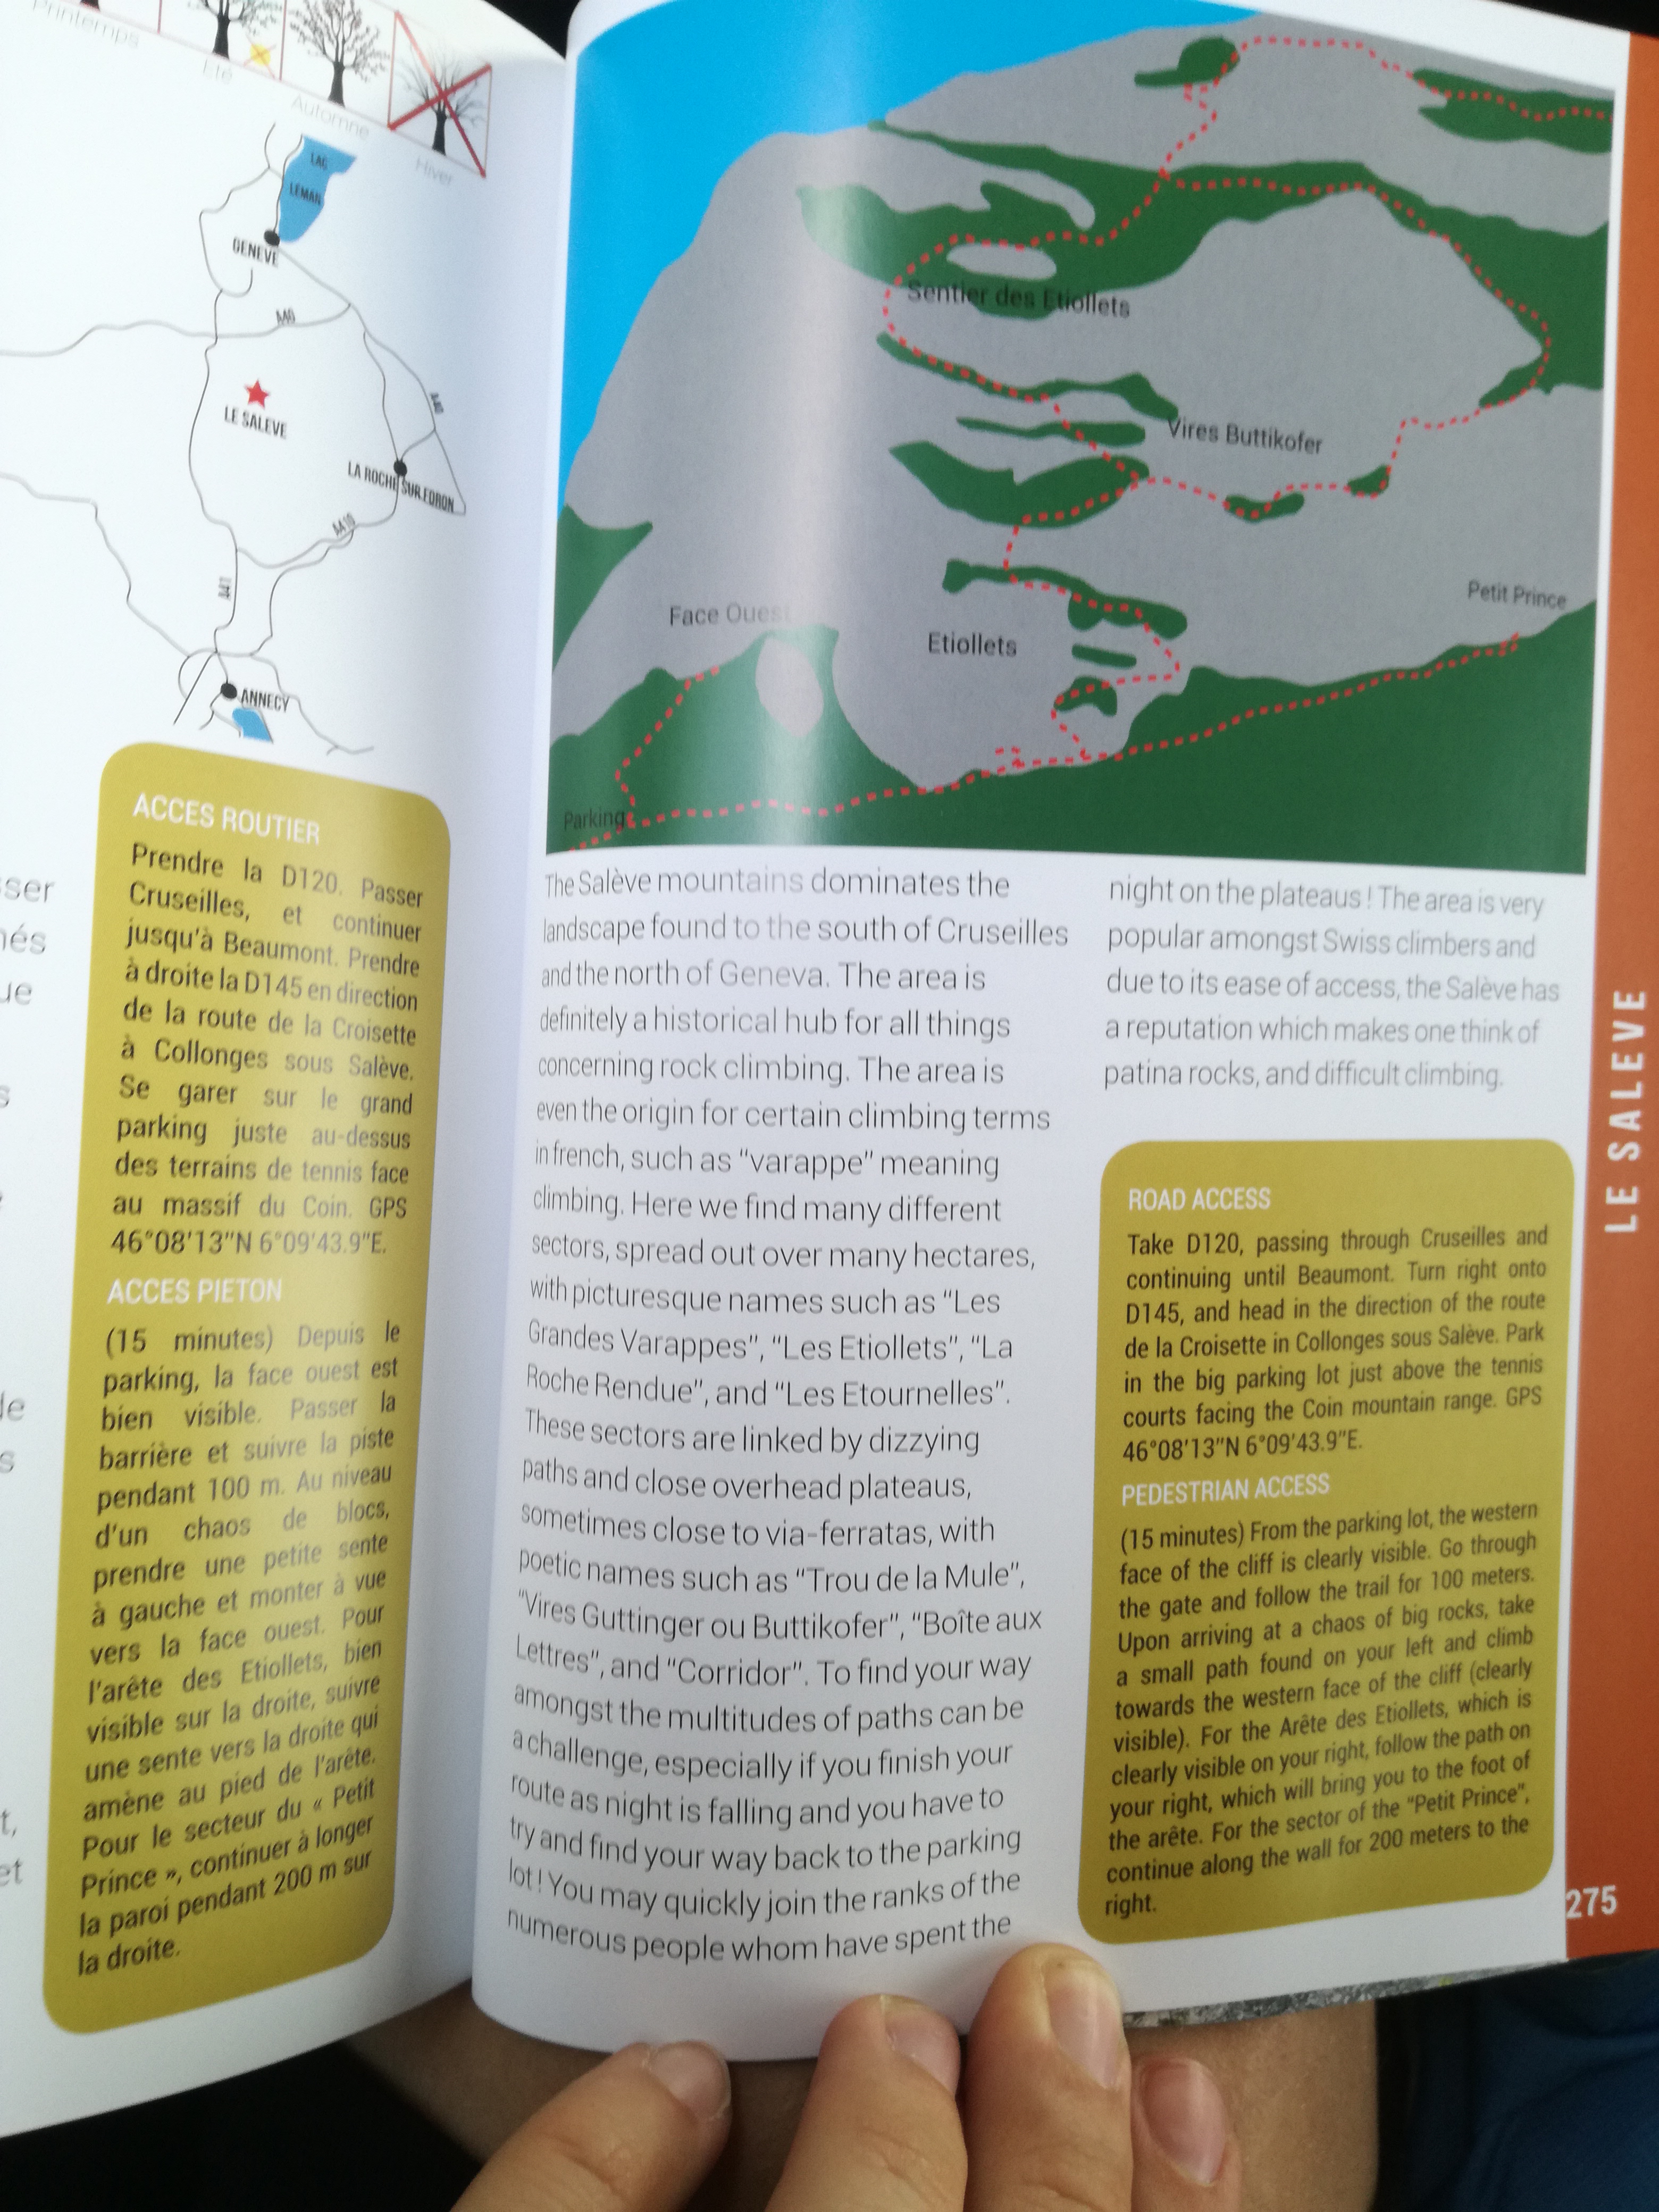 Printemps
Eté
Automne
Hiver
LAC
LEMAN
GENEVE
A40
LE SALEVE
A40
LA ROCHE SUR FORON
A410
A41
ANNECY
ACCES ROUTIER
Prendre la D120. Passer
Cruseilles, et continuer
jusqu'à Beaumont. Prendre
à droite la D145 en direction
de la route de la Croisette
à Collonges sous Salève.
Se garer sur le grand
parking juste au-dessus
des terrains de tennis face
au massif du Coin. GPS
46°08'13"N 6°09'43.9"E.
ACCES PIETON
(15 minutes) Depuis le
parking, la face ouest est
bien visible. Passer la
barrière et suivre la piste
pendant 100 m. Au niveau
d'un chaos de blocs,
prendre une petite sente
à gauche et monter à vue
vers la face ouest. Pour
l'arête des Etiollets, bien
visible sur la droite, suivre
une sente vers la droite qui
amène au pied de l'arête.
Pour le secteur du « Petit
Prince », continuer à longer
la paroi pendant 200 m sur
la droite.
Sentier des Etiollets
Vires Buttikofer
Petit Prince
Face Ouest
Etiollets
Parking
The Salève mountains dominates the
landscape found to the south of Cruseilles
and the north of Geneva. The area is
definitely a historical hub for all things
concerning rock climbing. The area is
even the origin for certain climbing terms
in french, such as "varappe" meaning
climbing. Here we find many different
sectors, spread out over many hectares,
with picturesque names such as "Les
Grandes Varappes", "Les Etiollets", "La
Roche Rendue", and "Les Etournelles".
These sectors are linked by dizzying
paths and close overhead plateaus,
sometimes close to via-ferratas, with
poetic names such as "Trou de la Mule",
"Vires Guttinger ou Buttikofer", "Boîte aux
Lettres", and "Corridor". To find your way
amongst the multitudes of paths can be
a challenge, especially if you finish your
route as night is falling and you have to
try and find your way back to the parking
lot ! You may quickly join the ranks of the
numerous people whom have spent the
night on the plateaus ! The area is very
popular amongst Swiss climbers and
due to its ease of access, the Salève has
a reputation which makes one think of
patina rocks, and difficult climbing.
ROAD ACCESS
Take D120, passing through Cruseilles and
continuing until Beaumont. Turn right onto
D145, and head in the direction of the route
de la Croisette in Collonges sous Salève. Park
in the big parking lot just above the tennis
courts facing the Coin mountain range. GPS
46°08'13"N 6°09'43.9"E.
PEDESTRIAN ACCESS
(15 minutes) From the parking lot, the western
face of the cliff is clearly visible. Go through
the gate and follow the trail for 100 meters.
Upon arriving at a chaos of big rocks, take
a small path found on your left and climb
towards the western face of the cliff (clearly
visible). For the Arête des Etiollets, which is
clearly visible on your right, follow the path on
your right, which will bring you to the foot of
the arête. For the sector of the "Petit Prince",
continue along the wall for 200 meters to the
right.
LE SALEVE
275